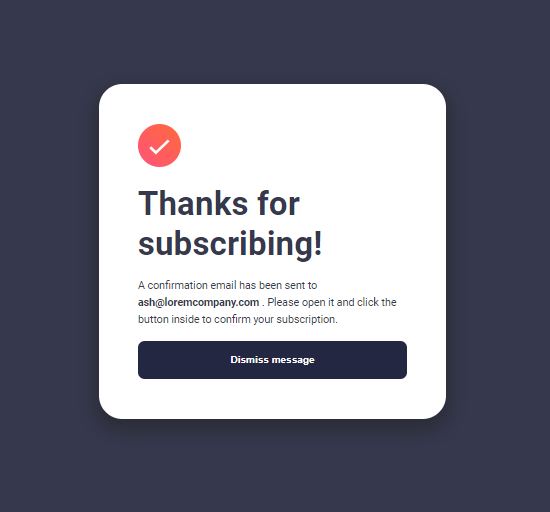 Thanks for
subscribing!
A confirmation email has been sent to
ash@loremcompany.com . Please open it and click the
button inside to confirm your subscription.
Dismiss message